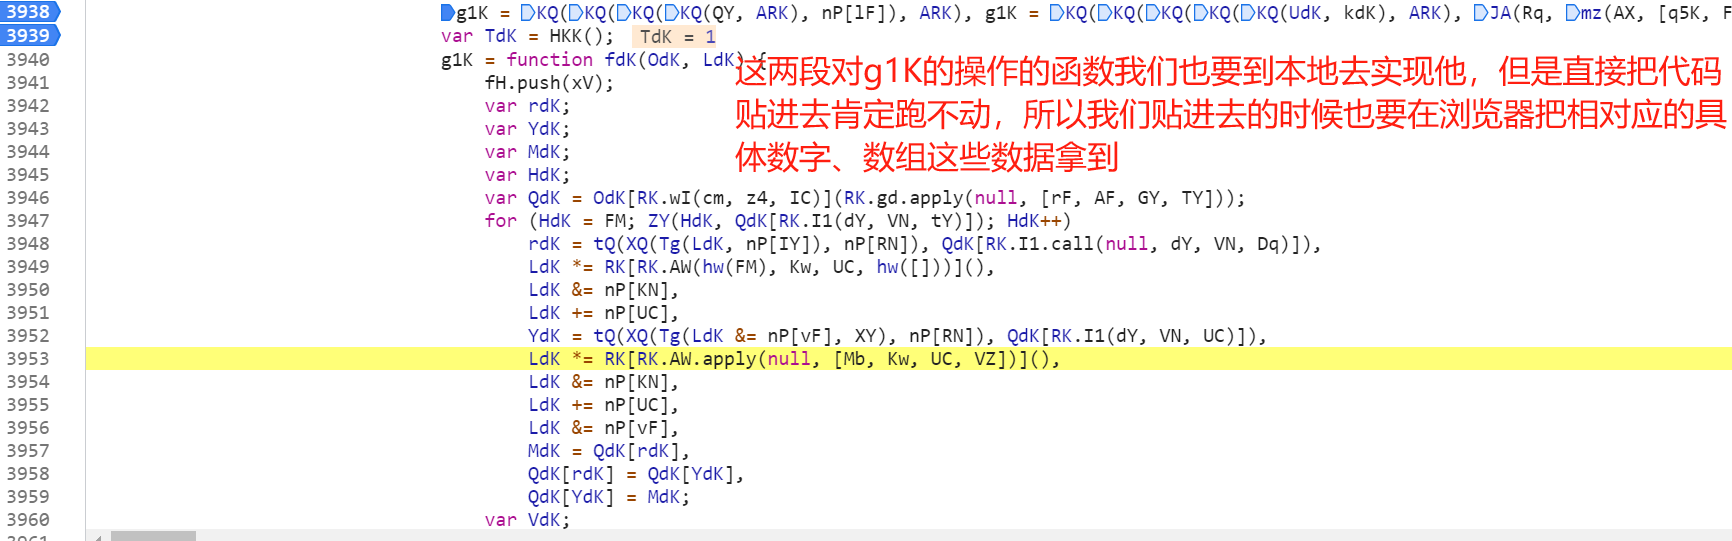 3938 g1K = KQ(KQ(KQ(KQ(QY, ARK), nP[lF]), ARK), g1K = KQ(KQ(KQ(KQ(KQ(UdK, kdK), ARK), JA(Rq, mz(AX, [q5K, F
3939 var TdK = HKK(); TdK = 1
3940 g1K = function fdK(OdK, LdK) {
这两段对g1K的操作的函数我们也要到本地去实现他，但是直接把代码
贴进去肯定跑不动，所以我们贴进去的时候也要在浏览器把相对应的具
体数字、数组这些数据拿到
3941 fH.push(xV);
3942 var rdK;
3943 var YdK;
3944 var MdK;
3945 var HdK;
3946 var QdK = OdK[RK.wI(cm, z4, IC)](RK.gd.apply(null, [rF, AF, GY, TY]));
3947 for (HdK = FM; ZY(HdK, QdK[RK.I1(dY, VN, tY)]); HdK++)
3948 rdK = tQ(XQ(Tg(LdK, nP[IY]), nP[RN]), QdK[RK.I1.call(null, dY, VN, Dq)]),
3949 LdK *= RK[RK.AW(hw(FM), Kw, UC, hw([]))](),
3950 LdK &= nP[KN],
3951 LdK += nP[UC],
3952 YdK = tQ(XQ(Tg(LdK &= nP[vF], XY), nP[RN]), QdK[RK.I1(dY, VN, UC)]),
3953 LdK *= RK[RK.AW.apply(null, [Mb, Kw, UC, VZ])](),
3954 LdK &= nP[KN],
3955 LdK += nP[UC],
3956 LdK &= nP[vF],
3957 MdK = QdK[rdK],
3958 QdK[rdK] = QdK[YdK],
3959 QdK[YdK] = MdK;
3960 var VdK;
3961